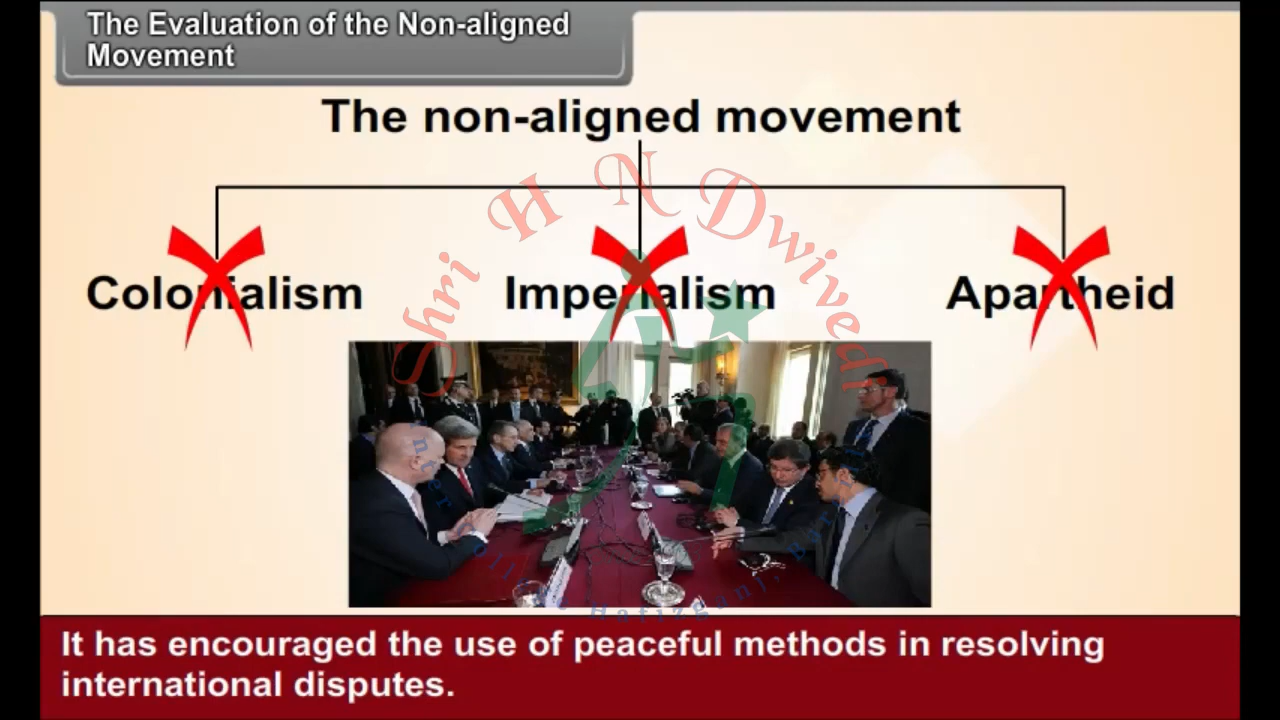 The Evaluation of the Non-aligned
Movement
The non-aligned movement
Colonialism
Imperialism
Apartheid
Shri H N Dwivedi
Hafizganj,
It has encouraged the use of peaceful methods in resolving
international disputes.